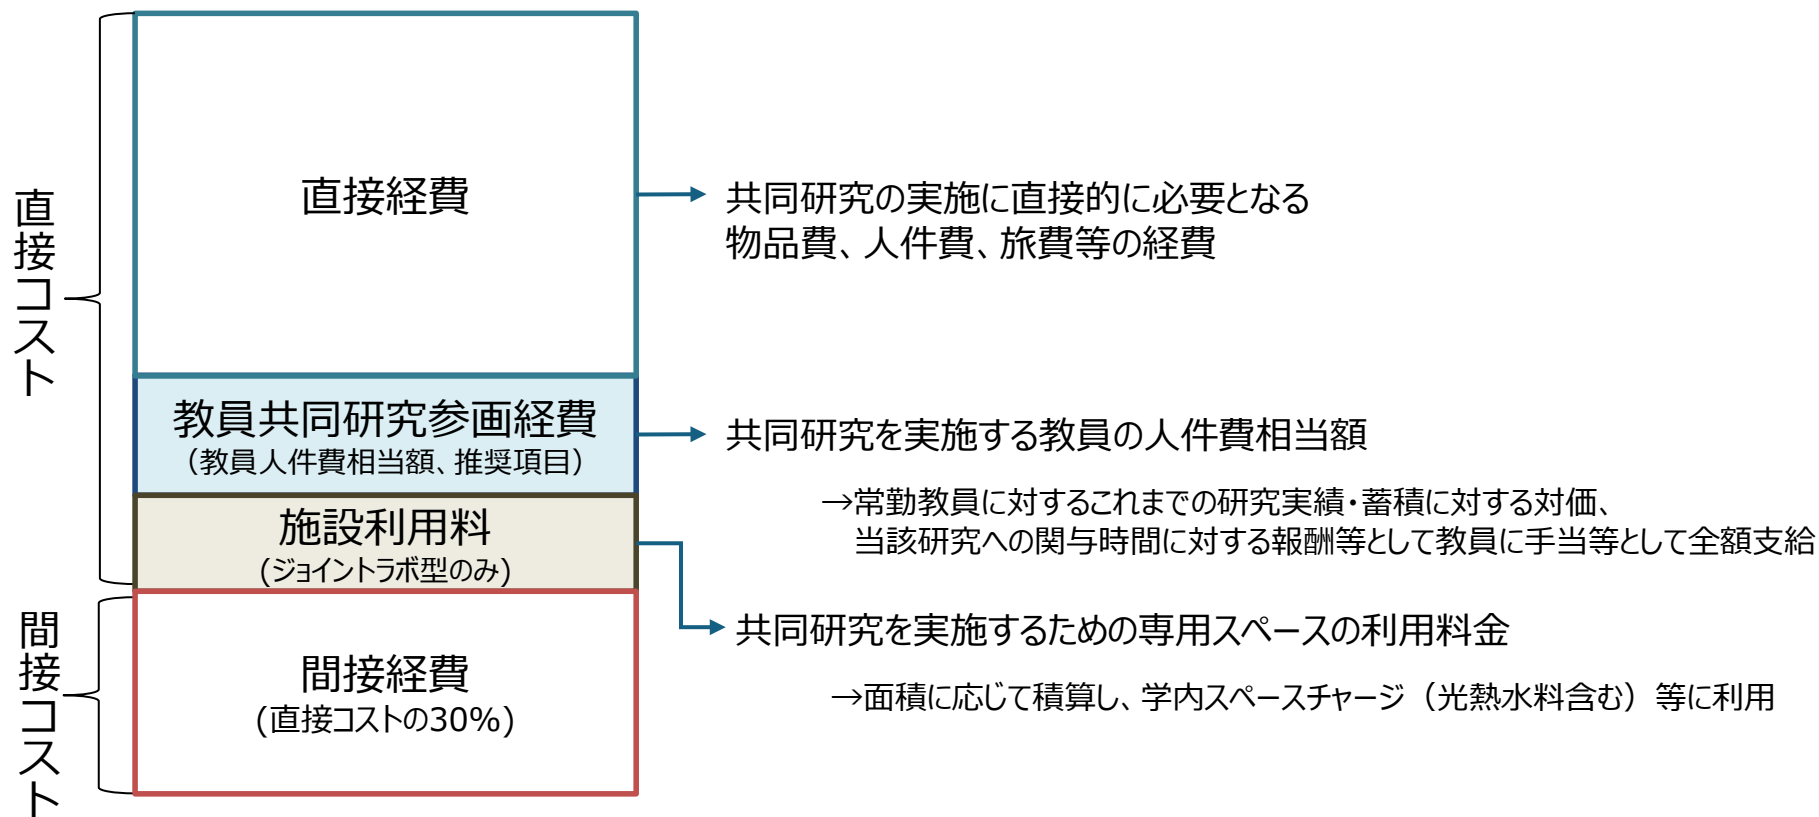 直接コスト
直接経費
共同研究の実施に直接的に必要となる
物品費、人件費、旅費等の経費
教員共同研究参画経費
（教員人件費相当額、推奨項目）
共同研究を実施する教員の人件費相当額
→常勤教員に対するこれまでの研究実績・蓄積に対する対価、
当該研究への関与時間に対する報酬等として教員に手当等として全額支給
施設利用料
(ジョイントラボ型のみ)
共同研究を実施するための専用スペースの利用料金
→面積に応じて積算し、学内スペースチャージ（光熱水料含む）等に利用
間接コスト
間接経費
(直接コストの30%)